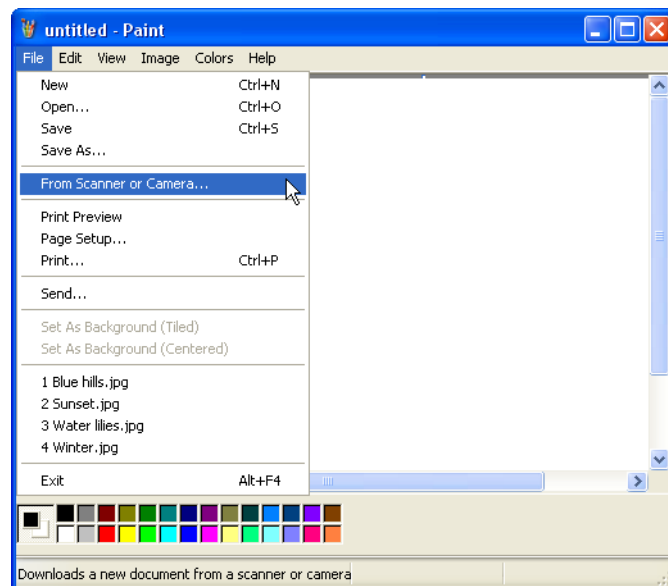 untitled - Paint
File Edit View Image Colors Help
New Ctrl+N
Open... Ctrl+O
Save Ctrl+S
Save As...
From Scanner or Camera...
Print Preview
Page Setup...
Print... Ctrl+P
Send...
Set As Background (Tiled)
Set As Background (Centered)
1 Blue hills.jpg
2 Sunset.jpg
3 Water lilies.jpg
4 Winter.jpg
Exit Alt+F4
Downloads a new document from a scanner or camera